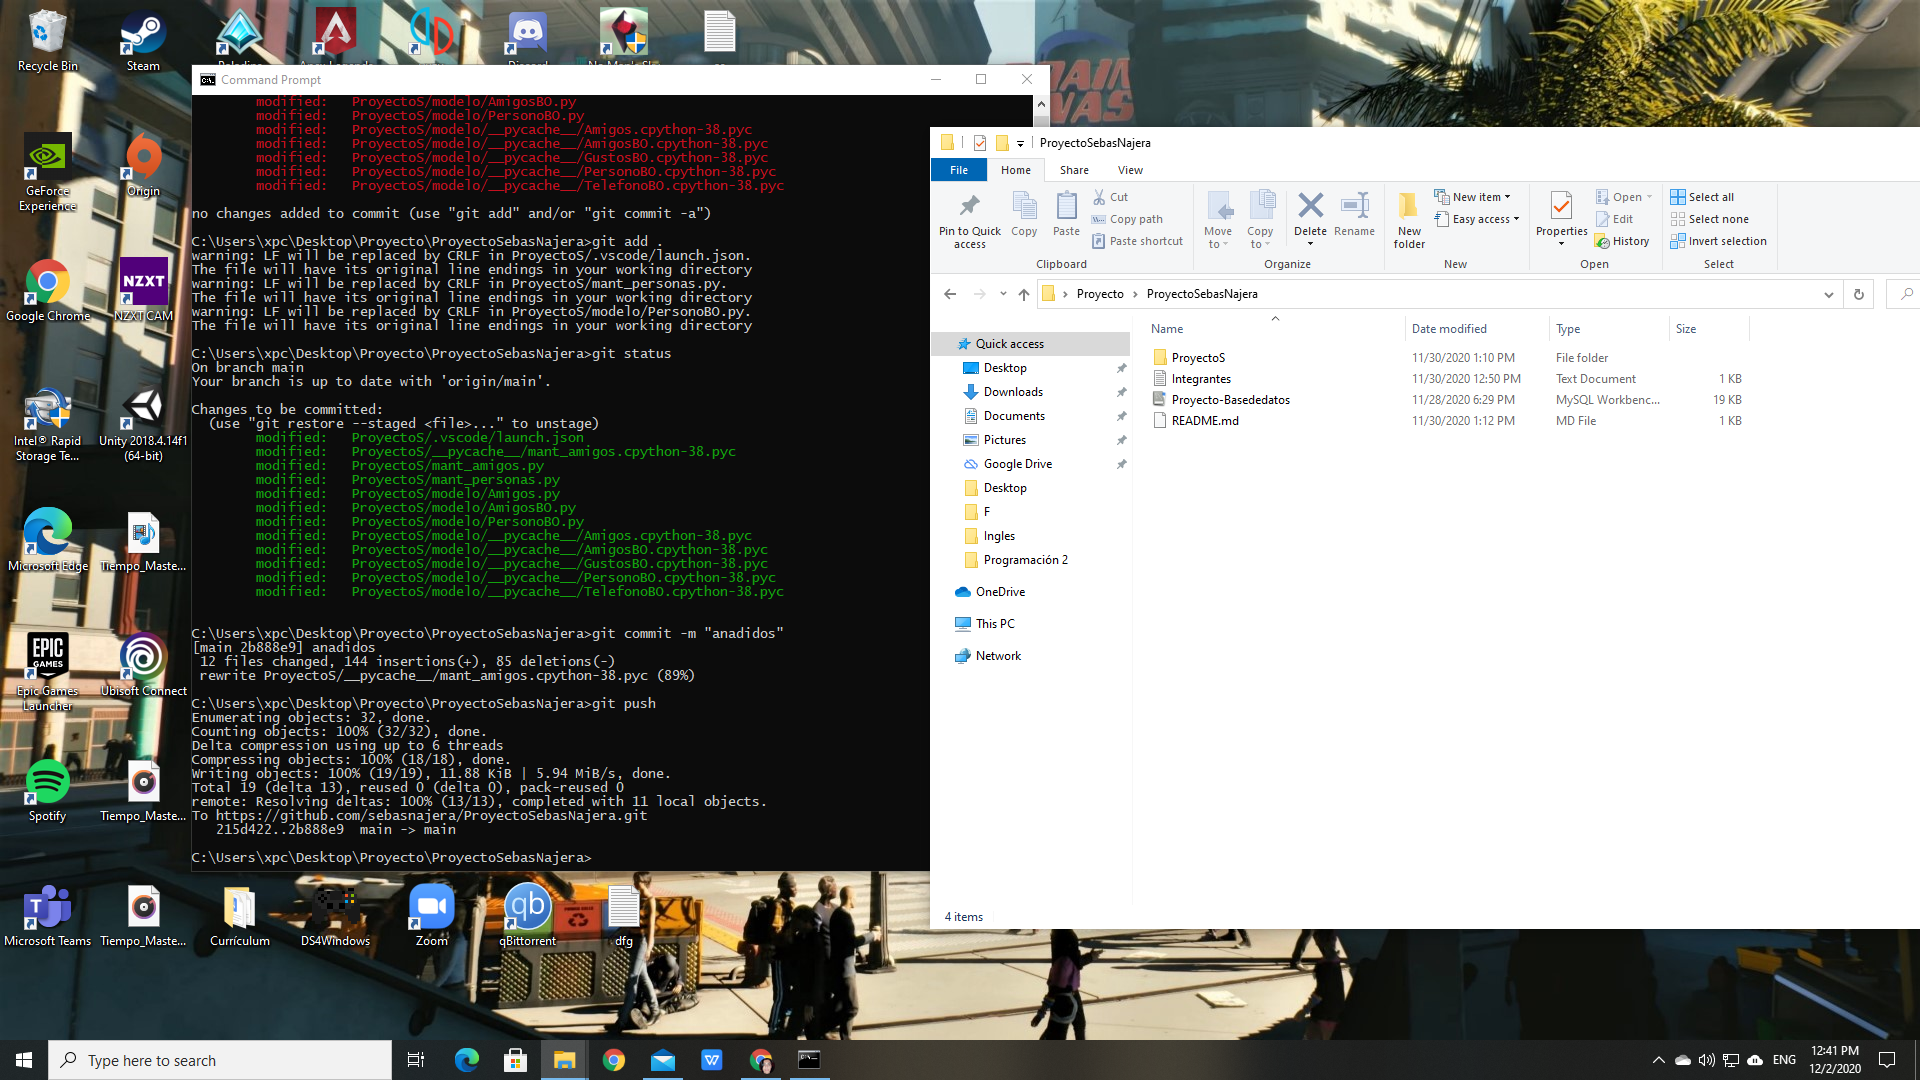 Recycle Bin
Steam
Discord
GeForce
Experience
Origin
Google Chrome
NZXT
NZXT CAM
Intel® Rapid
Storage Te...
Unity 2018.4.14f1
(64-bit)
Microsoft Edge
Tiempo_Maste...
EPIC
GAMES
Epic Games
Launcher
Ubisoft Connect
Spotify
Tiempo_Maste...
Microsoft Teams
Tiempo_Maste...
Currículum
DS4Windows
Zoom
qb
qBittorrent
dfg
Command Prompt
modified:   ProyectoS/modelo/AmigosBO.py
modified:   ProyectoS/modelo/PersonoBO.py
modified:   ProyectoS/modelo/__pycache__/Amigos.cpython-38.pyc
modified:   ProyectoS/modelo/__pycache__/AmigosBO.cpython-38.pyc
modified:   ProyectoS/modelo/__pycache__/GustosBO.cpython-38.pyc
modified:   ProyectoS/modelo/__pycache__/PersonoBO.cpython-38.pyc
modified:   ProyectoS/modelo/__pycache__/TelefonoBO.cpython-38.pyc
no changes added to commit (use "git add" and/or "git commit -a")
C:\Users\xpc\Desktop\Proyecto\ProyectoSebasNajera>git add .
warning: LF will be replaced by CRLF in ProyectoS/.vscode/launch.json.
The file will have its original line endings in your working directory
warning: LF will be replaced by CRLF in ProyectoS/mant_personas.py.
The file will have its original line endings in your working directory
warning: LF will be replaced by CRLF in ProyectoS/modelo/PersonoBO.py.
The file will have its original line endings in your working directory
C:\Users\xpc\Desktop\Proyecto\ProyectoSebasNajera>git status
On branch main
Your branch is up to date with 'origin/main'.
Changes to be committed:
(use "git restore --staged <file>..." to unstage)
modified:   ProyectoS/.vscode/launch.json
modified:   ProyectoS/__pycache__/mant_amigos.cpython-38.pyc
modified:   ProyectoS/mant_amigos.py
modified:   ProyectoS/mant_personas.py
modified:   ProyectoS/modelo/Amigos.py
modified:   ProyectoS/modelo/AmigosBO.py
modified:   ProyectoS/modelo/PersonoBO.py
modified:   ProyectoS/modelo/__pycache__/Amigos.cpython-38.pyc
modified:   ProyectoS/modelo/__pycache__/AmigosBO.cpython-38.pyc
modified:   ProyectoS/modelo/__pycache__/GustosBO.cpython-38.pyc
modified:   ProyectoS/modelo/__pycache__/PersonoBO.cpython-38.pyc
modified:   ProyectoS/modelo/__pycache__/TelefonoBO.cpython-38.pyc
C:\Users\xpc\Desktop\Proyecto\ProyectoSebasNajera>git commit -m "anadidos"
[main 2b888e9] anadidos
12 files changed, 144 insertions(+), 85 deletions(-)
rewrite ProyectoS/__pycache__/mant_amigos.cpython-38.pyc (89%)
C:\Users\xpc\Desktop\Proyecto\ProyectoSebasNajera>git push
Enumerating objects: 32, done.
Counting objects: 100% (32/32), done.
Delta compression using up to 6 threads
Compressing objects: 100% (18/18), done.
Writing objects: 100% (19/19), 11.88 KiB | 5.94 MiB/s, done.
Total 19 (delta 13), reused 0 (delta 0), pack-reused 0
remote: Resolving deltas: 100% (13/13), completed with 11 local objects.
To https://github.com/sebasnajera/ProyectoSebasNajera.git
215d422..2b888e9  main -> main
C:\Users\xpc\Desktop\Proyecto\ProyectoSebasNajera>
ProyectoSebasNajera
File Home Share View
Pin to Quick access
Copy
Paste
Cut
Copy path
Paste shortcut
Clipboard
Move to
Copy to
Delete
Rename
Organize
New folder
New item
Easy access
New
Properties
Open
Edit
History
Open
Select all
Select none
Invert selection
Select
Proyecto > ProyectoSebasNajera
Quick access
Desktop
Downloads
Documents
Pictures
Google Drive
Desktop
F
Ingles
Programación 2
OneDrive
This PC
Network
Name Date modified Type Size
ProyectoS 11/30/2020 1:10 PM File folder
Integrantes 11/30/2020 12:50 PM Text Document 1 KB
Proyecto-Basededatos 11/28/2020 6:29 PM MySQL Workbenc... 19 KB
README.md 11/30/2020 1:12 PM MD File 1 KB
4 items
Type here to search
ENG
12:41 PM
12/2/2020